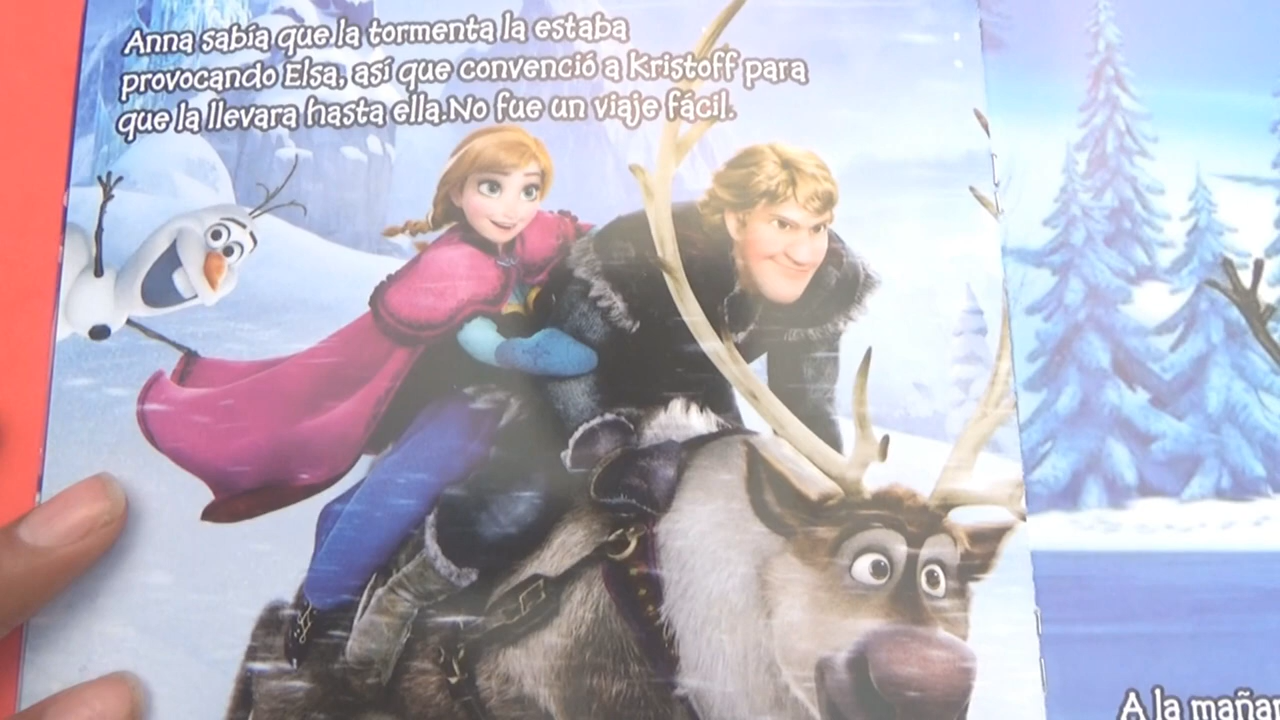 Anna sabía que la tormenta la estaba
provocando Elsa, así que convenció a Kristoff para
que la llevara hasta ella.No fue un viaje fácil.
A la